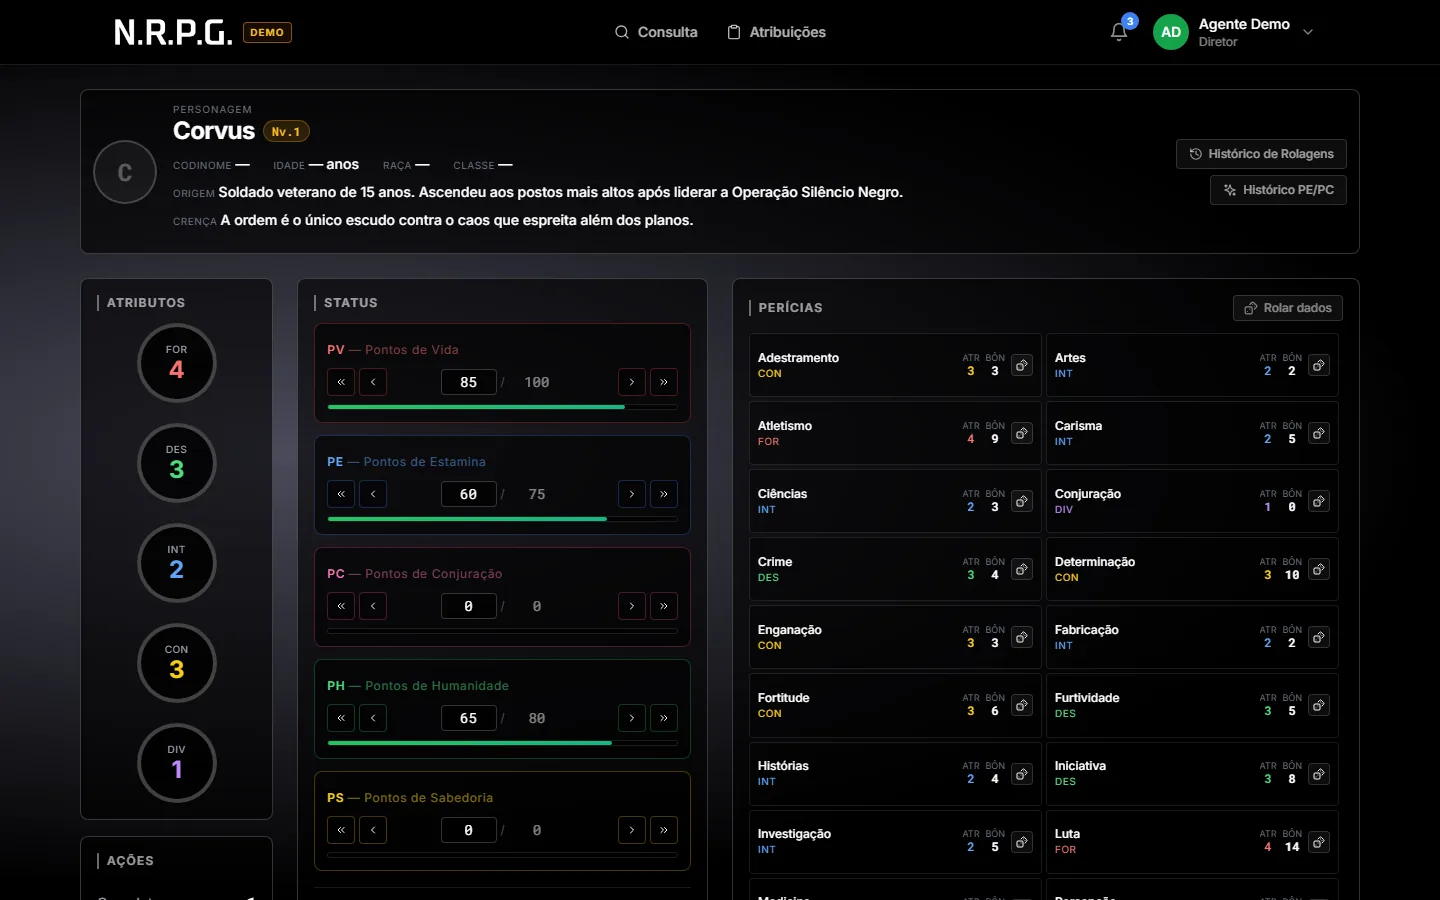 N.R.P.G. DEMO
Consulta
Atribuições
3
AD
Agente Demo
Diretor
C
PERSONAGEM
Corvus Nv.1
CODINOME —
IDADE — anos
RAÇA —
CLASSE —
ORIGEM Soldado veterano de 15 anos. Ascendeu aos postos mais altos após liderar a Operação Silêncio Negro.
CRENÇA A ordem é o único escudo contra o caos que espreita além dos planos.
Histórico de Rolagens
Histórico PE/PC
ATRIBUTOS
FOR
4
DES
3
INT
2
CON
3
DIV
1
AÇÕES
STATUS
PV — Pontos de Vida
« ‹ 85 / 100 › »
PE — Pontos de Estamina
« ‹ 60 / 75 › »
PC — Pontos de Conjuração
« ‹ 0 / 0 › »
PH — Pontos de Humanidade
« ‹ 65 / 80 › »
PS — Pontos de Sabedoria
« ‹ 0 / 0 › »
PERÍCIAS
Rolar dados
Adestramento
CON
ATR BÔN
3 3
Artes
INT
ATR BÔN
2 2
Atletismo
FOR
ATR BÔN
4 9
Carisma
INT
ATR BÔN
2 5
Ciências
INT
ATR BÔN
2 3
Conjuração
DIV
ATR BÔN
1 0
Crime
DES
ATR BÔN
3 4
Determinação
CON
ATR BÔN
3 10
Enganação
CON
ATR BÔN
3 3
Fabricação
INT
ATR BÔN
2 2
Fortitude
CON
ATR BÔN
3 6
Furtividade
DES
ATR BÔN
3 5
Histórias
INT
ATR BÔN
2 4
Iniciativa
DES
ATR BÔN
3 8
Investigação
INT
ATR BÔN
2 5
Luta
FOR
ATR BÔN
4 14